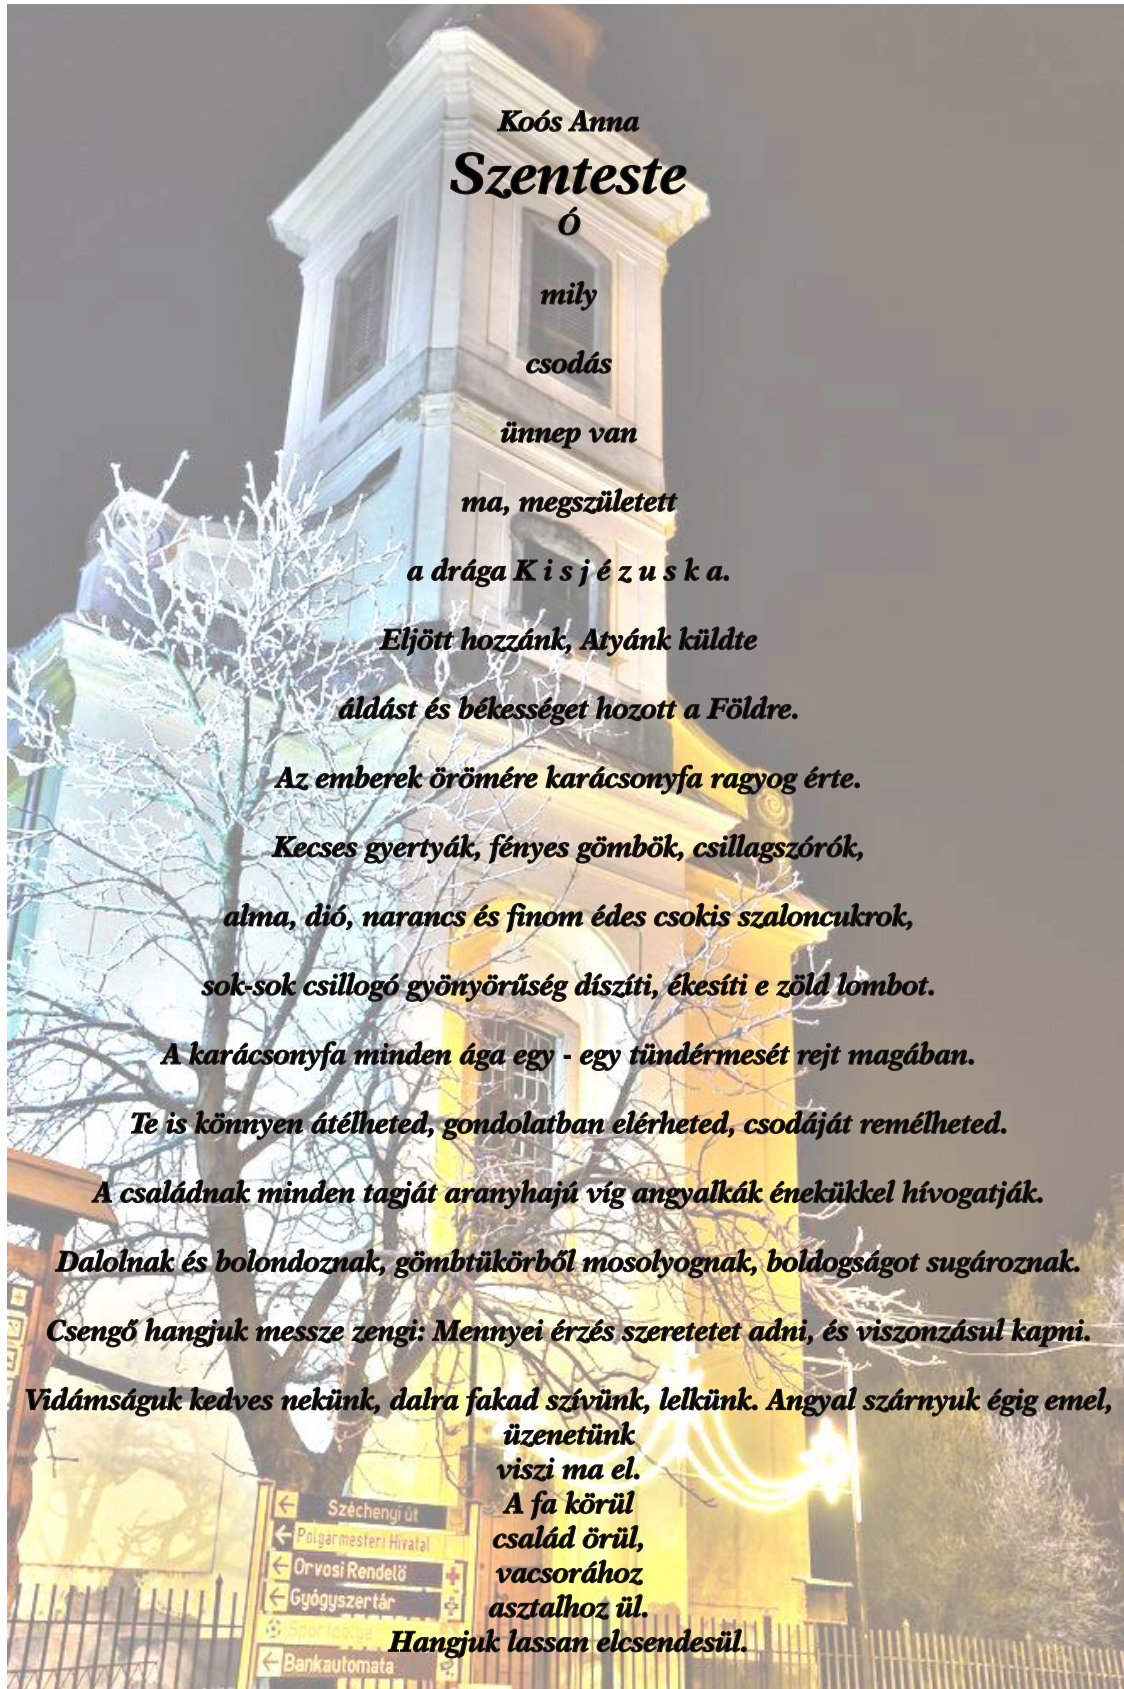 Koós Anna
Szenteste
Ó
mily
csodás
ünnep van
ma, megszületett
a drága K i s j é z u s k a.
Eljött hozzánk, Atyánk küldte
áldást és békességet hozott a Földre.
Az emberek örömére karácsonyfa ragyog érte.
Kecses gyertyák, fényes gömbök, csillagszórók,
alma, dió, narancs és finom édes csokis szaloncukrok,
sok-sok csillogó gyönyörűség díszíti, ékesíti e zöld lombot.
A karácsonyfa minden ága egy - egy tündérmesét rejt magában.
Te is könnyen átélheted, gondolatban elérheted, csodáját remélheted.
A családnak minden tagját aranyhajú víg angyalkák énekükkel hívogatják.
Dalolnak és bolondoznak, gömbtükörből mosolyognak, boldogságot sugároznak.
Csengő hangjuk messze zengi: Mennyei érzés szeretetet adni, és viszonzásul kapni.
Vidámságuk kedves nekünk, dalra fakad szívünk, lelkünk. Angyal szárnyuk égig emel,
üzenetünk
viszi ma el.
A fa körül
család örül,
vacsorához
asztalhoz ül.
Hangjuk lassan elcsendesül.
Széchenyi út
Polgármesteri Hivatal
Orvosi Rendelő
Gyógyszertár
Sportpálya
Bankautomata